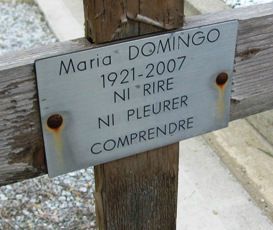 Maria DOMINGO
1921-2007
NI RIRE
NI PLEURER
COMPRENDRE